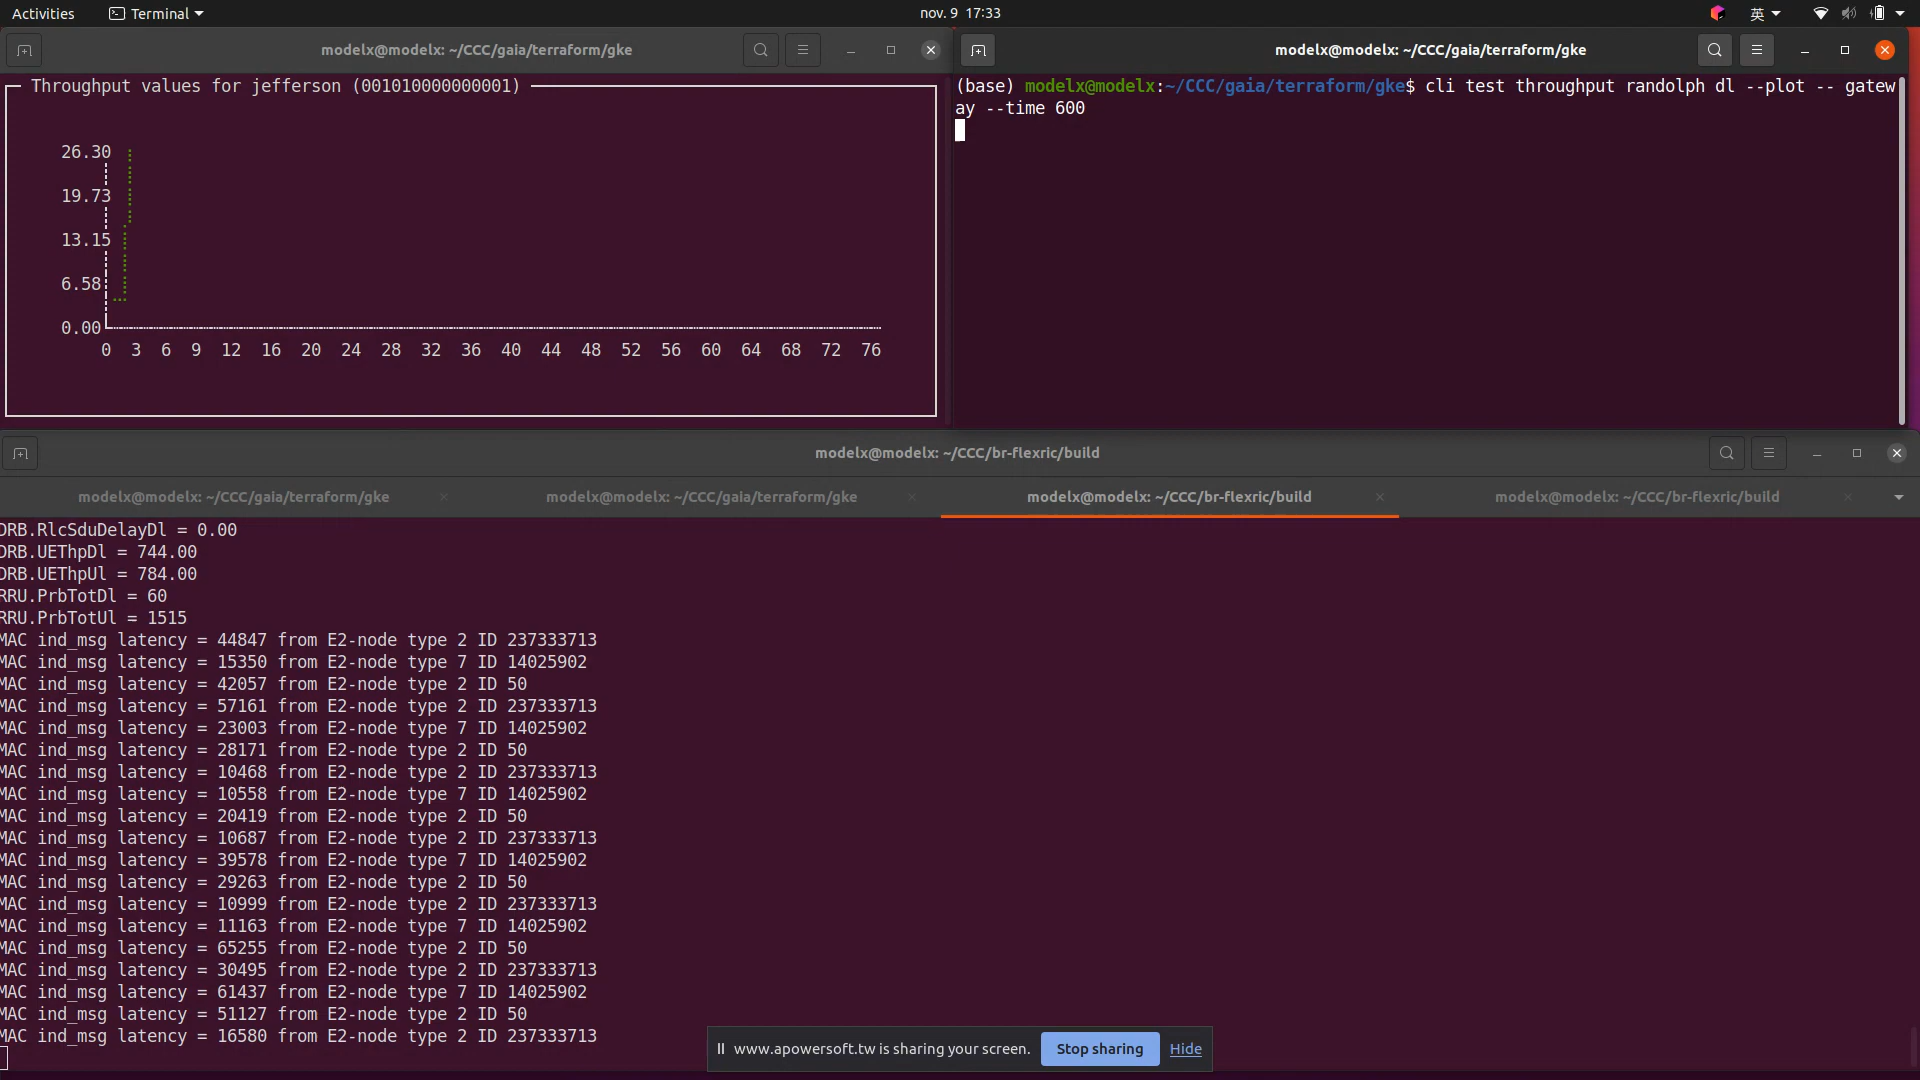 Activities Terminal nov. 9 17:33 英
modelx@modelx: ~/CCC/gaia/terraform/gke
Throughput values for jefferson (001010000000001)
26.30
19.73
13.15
6.58
0.00
0 3 6 9 12 16 20 24 28 32 36 40 44 48 52 56 60 64 68 72 76
modelx@modelx: ~/CCC/gaia/terraform/gke
(base) modelx@modelx:~/CCC/gaia/terraform/gke$ cli test throughput randolph dl --plot -- gatew
ay --time 600
modelx@modelx: ~/CCC/br-flexric/build
modelx@modelx: ~/CCC/gaia/terraform/gke modelx@modelx: ~/CCC/gaia/terraform/gke modelx@modelx: ~/CCC/br-flexric/build modelx@modelx: ~/CCC/br-flexric/build
DRB.RlcSduDelayDl = 0.00
DRB.UEThpDl = 744.00
DRB.UEThpUl = 784.00
RRU.PrbTotDl = 60
RRU.PrbTotUl = 1515
MAC ind_msg latency = 44847 from E2-node type 2 ID 237333713
MAC ind_msg latency = 15350 from E2-node type 7 ID 14025902
MAC ind_msg latency = 42057 from E2-node type 2 ID 50
MAC ind_msg latency = 57161 from E2-node type 2 ID 237333713
MAC ind_msg latency = 23003 from E2-node type 7 ID 14025902
MAC ind_msg latency = 28171 from E2-node type 2 ID 50
MAC ind_msg latency = 10468 from E2-node type 2 ID 237333713
MAC ind_msg latency = 10558 from E2-node type 7 ID 14025902
MAC ind_msg latency = 20419 from E2-node type 2 ID 50
MAC ind_msg latency = 10687 from E2-node type 2 ID 237333713
MAC ind_msg latency = 39578 from E2-node type 7 ID 14025902
MAC ind_msg latency = 29263 from E2-node type 2 ID 50
MAC ind_msg latency = 10999 from E2-node type 2 ID 237333713
MAC ind_msg latency = 11163 from E2-node type 7 ID 14025902
MAC ind_msg latency = 65255 from E2-node type 2 ID 50
MAC ind_msg latency = 30495 from E2-node type 2 ID 237333713
MAC ind_msg latency = 61437 from E2-node type 7 ID 14025902
MAC ind_msg latency = 51127 from E2-node type 2 ID 50
MAC ind_msg latency = 16580 from E2-node type 2 ID 237333713
www.apowersoft.tw is sharing your screen. Stop sharing Hide